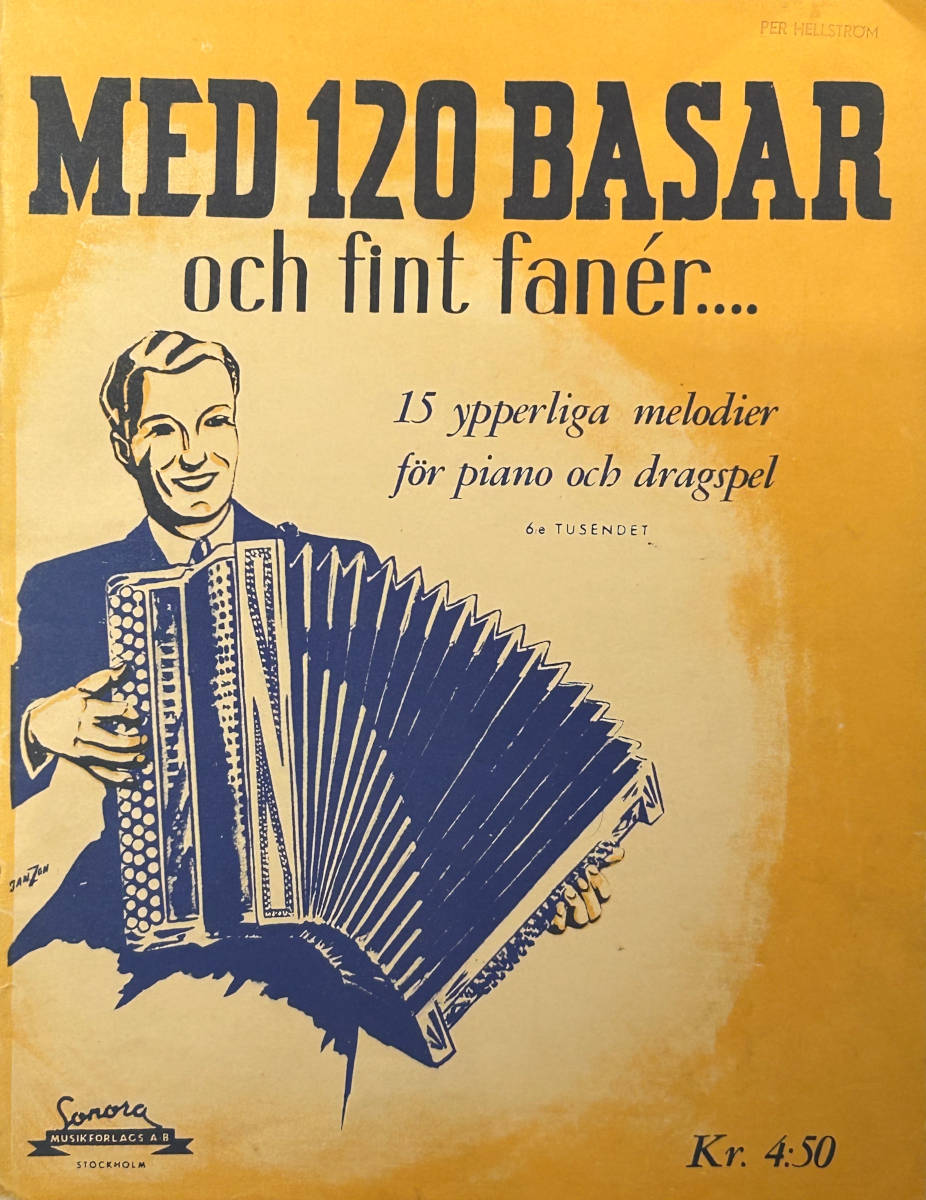 PER HELLSTRÖM
MED 120 BASAR
och fint fanér....
15 ypperliga melodier
för piano och dragspel
6:e TUSENDET
JANZON
Sonora
MUSIKFÖRLAGS A-B
STOCKHOLM
Kr. 4:50